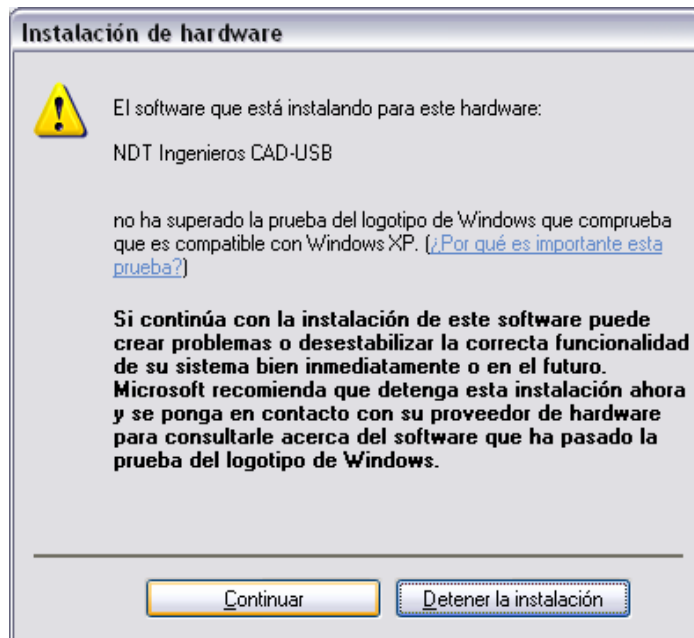 Instalación de hardware
El software que está instalando para este hardware:
NDT Ingenieros CAD-USB
no ha superado la prueba del logotipo de Windows que comprueba
que es compatible con Windows XP. (¿Por qué es importante esta
prueba?)
Si continúa con la instalación de este software puede
crear problemas o desestabilizar la correcta funcionalidad
de su sistema bien inmediatamente o en el futuro.
Microsoft recomienda que detenga esta instalación ahora
y se ponga en contacto con su proveedor de hardware
para consultarle acerca del software que ha pasado la
prueba del logotipo de Windows.
Continuar
Detener la instalación